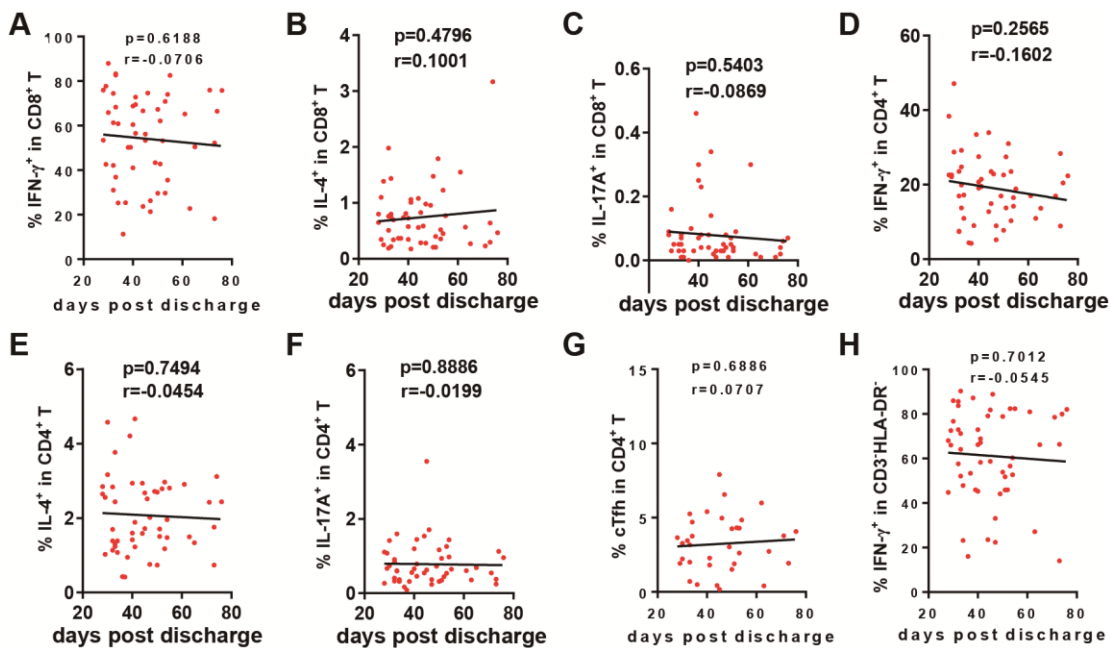 A
p=0.6188
r=-0.0706
% IFN-γ⁺ in CD8⁺ T
100
80
60
40
20
0
20 40 60 80
days post discharge
B
p=0.4796
r=0.1001
% IL-4⁺ in CD8⁺ T
4
3
2
1
0
20 40 60 80
days post discharge
C
p=0.5403
r=-0.0869
% IL-17A⁺ in CD8⁺ T
0.6
0.4
0.2
0.0
20 40 60 80
days post discharge
D
p=0.2565
r=-0.1602
% IFN-γ⁺ in CD4⁺ T
60
40
20
0
20 40 60 80
days post discharge
E
p=0.7494
r=-0.0454
% IL-4⁺ in CD4⁺ T
6
4
2
0
20 40 60 80
days post discharge
F
p=0.8886
r=-0.0199
% IL-17A⁺ in CD4⁺ T
6
4
2
0
20 40 60 80
days post discharge
G
p=0.6886
r=0.0707
% cTfh in CD4⁺ T
15
10
5
0
20 40 60 80
days post discharge
H
p=0.7012
r=-0.0545
% IFN-γ⁺ in CD3⁻HLA-DR⁻
100
80
60
40
20
0
20 40 60 80
days post discharge